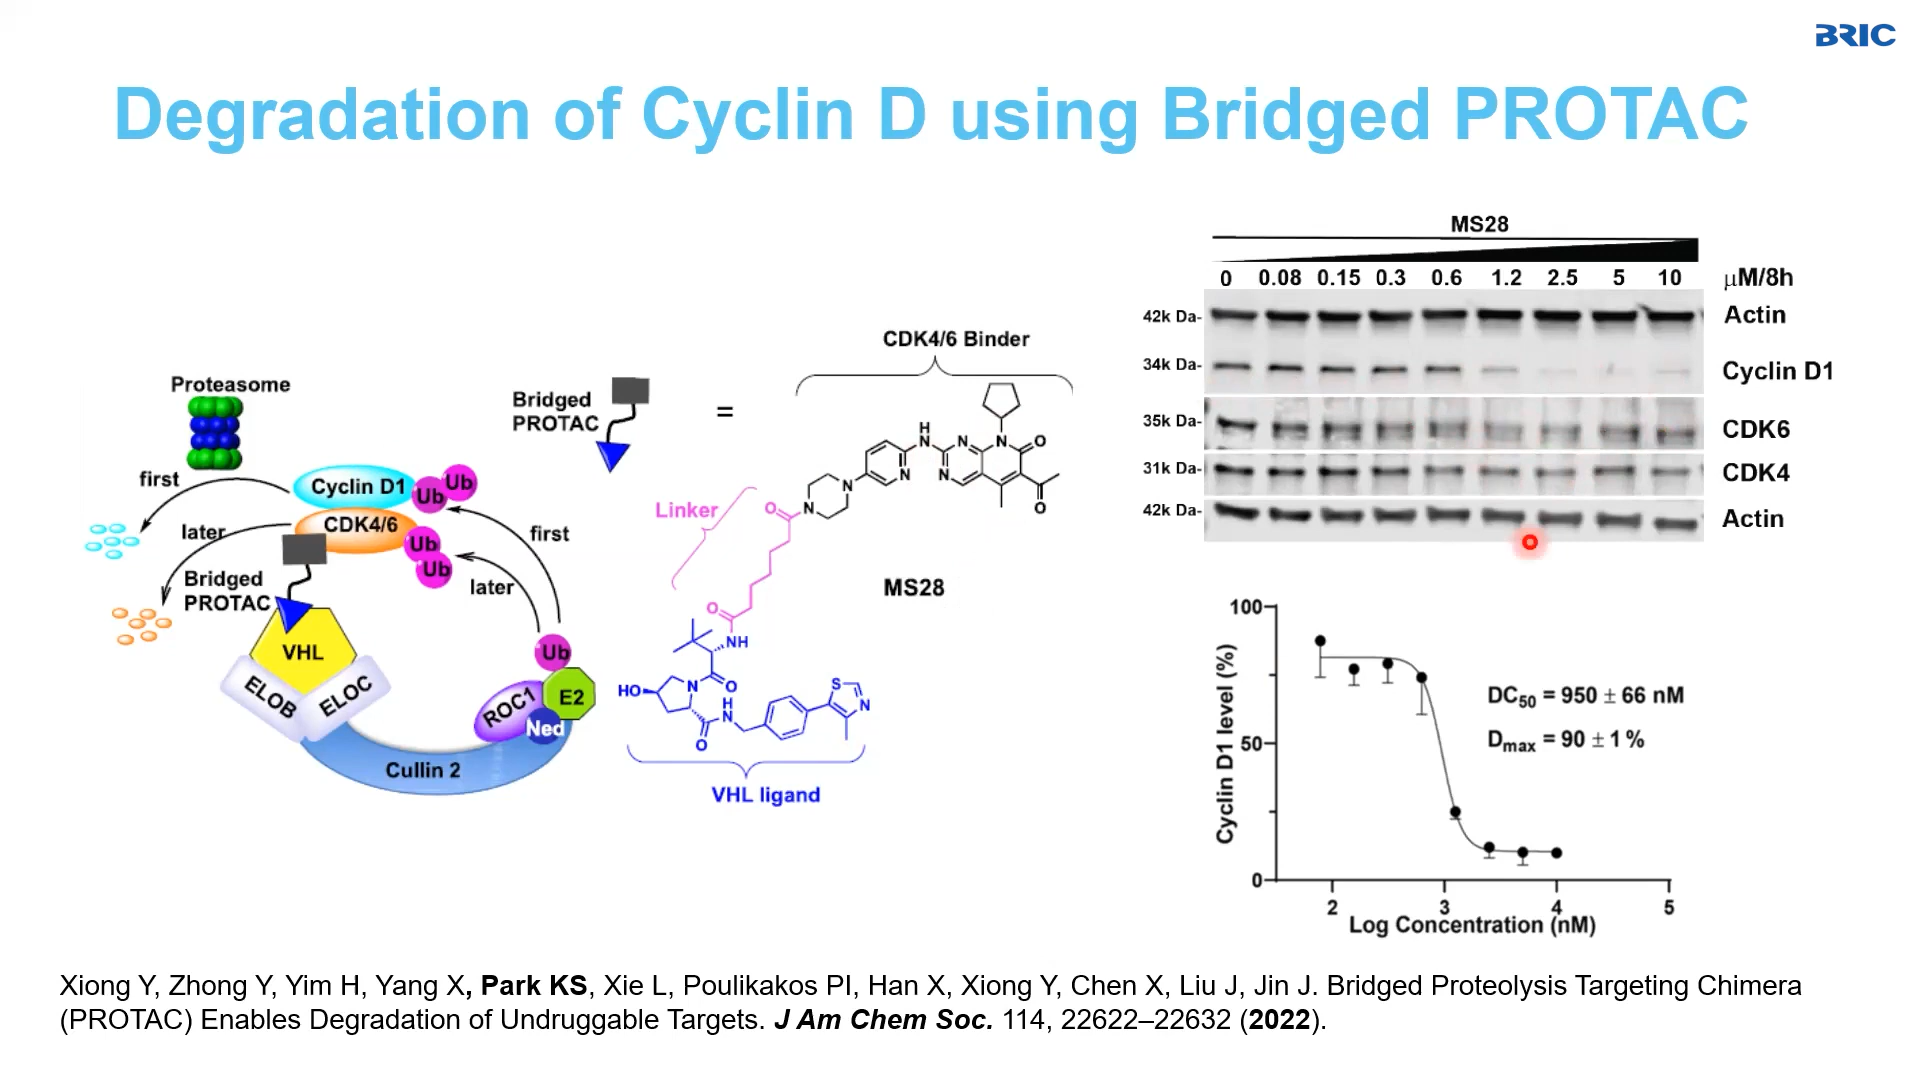 BRIC
Degradation of Cyclin D using Bridged PROTAC
Proteasome
first
later
Cyclin D1
Ub
Ub
CDK4/6
Ub
Ub
first
later
Bridged
PROTAC
VHL
ELOB
ELOC
Cullin 2
ROC1
Ned
E2
Ub
Bridged
PROTAC
=
CDK4/6 Binder
H
N
N
N
N
N
N
N
O
O
O
Linker
O
N
MS28
NH
O
N
HO
H
N
O
S
N
VHL ligand
MS28
0 0.08 0.15 0.3 0.6 1.2 2.5 5 10 μM/8h
42k Da- Actin
34k Da- Cyclin D1
35k Da- CDK6
31k Da- CDK4
42k Da- Actin
Cyclin D1 level (%)
100
50
0
DC50 = 950 ± 66 nM
Dmax = 90 ± 1 %
2 3 4 5
Log Concentration (nM)
Xiong Y, Zhong Y, Yim H, Yang X, Park KS, Xie L, Poulikakos PI, Han X, Xiong Y, Chen X, Liu J, Jin J. Bridged Proteolysis Targeting Chimera
(PROTAC) Enables Degradation of Undruggable Targets. J Am Chem Soc. 114, 22622–22632 (2022).